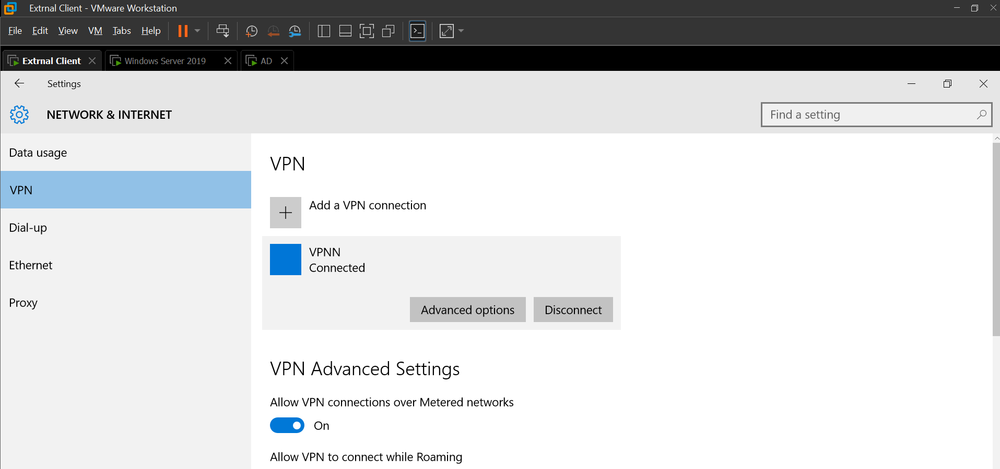 Extrnal Client - VMware Workstation
File Edit View VM Tabs Help
Extrnal Client Windows Server 2019 AD
Settings
NETWORK & INTERNET
Find a setting
Data usage
VPN
Dial-up
Ethernet
Proxy
VPN
Add a VPN connection
VPNN
Connected
Advanced options Disconnect
VPN Advanced Settings
Allow VPN connections over Metered networks
On
Allow VPN to connect while Roaming